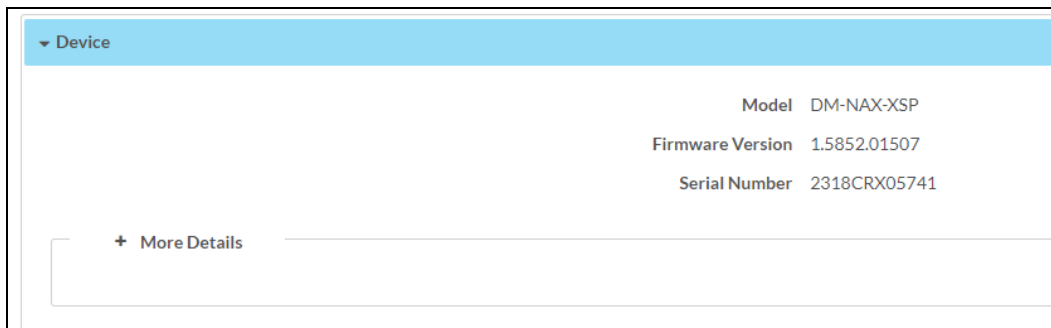 Device
Model DM-NAX-XSP
Firmware Version 1.5852.01507
Serial Number 2318CRX05741
+ More Details